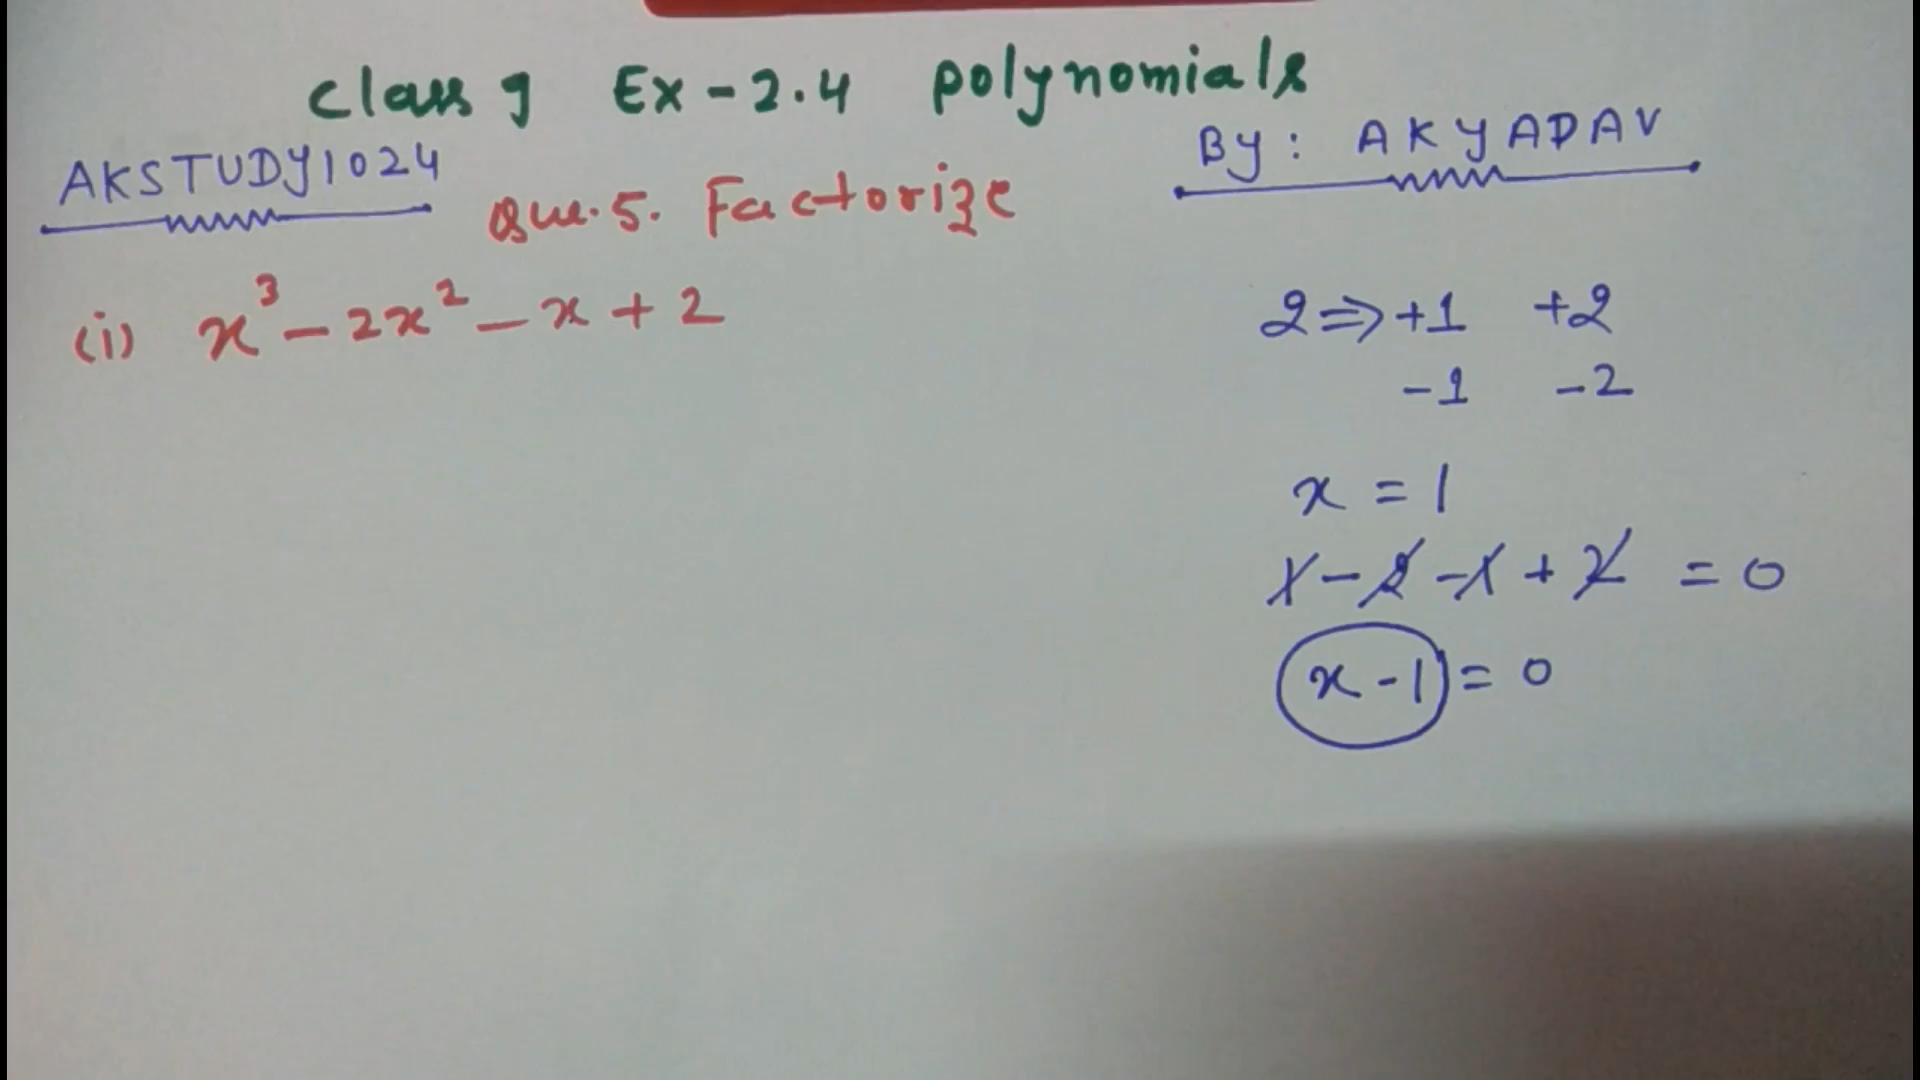 Class 9 Ex-2.4 polynomials
AKSTUDY1024
BY: AKYADAV
Que.5. Factorize
(i) x³ - 2x² - x + 2
2 ⇒ +1 +2
-1 -2
x = 1
1 - 2 - 1 + 2 = 0
x - 1 = 0